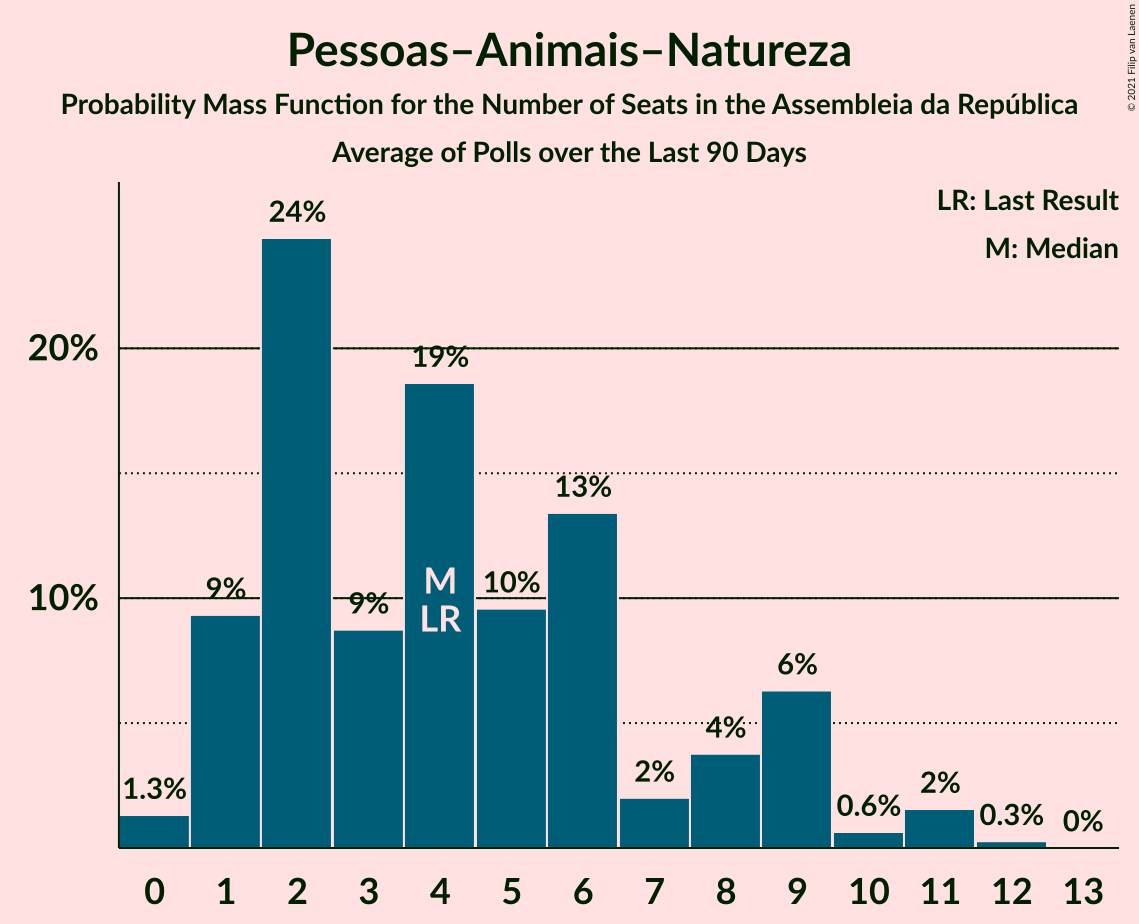 Pessoas–Animais–Natureza
Probability Mass Function for the Number of Seats in the Assembleia da República
Average of Polls over the Last 90 Days
© 2021 Filip van Laenen
LR: Last Result
M: Median
20%
10%
1.3%
9%
24%
9%
19%
M
LR
10%
13%
2%
4%
6%
0.6%
2%
0.3%
0%
0 1 2 3 4 5 6 7 8 9 10 11 12 13